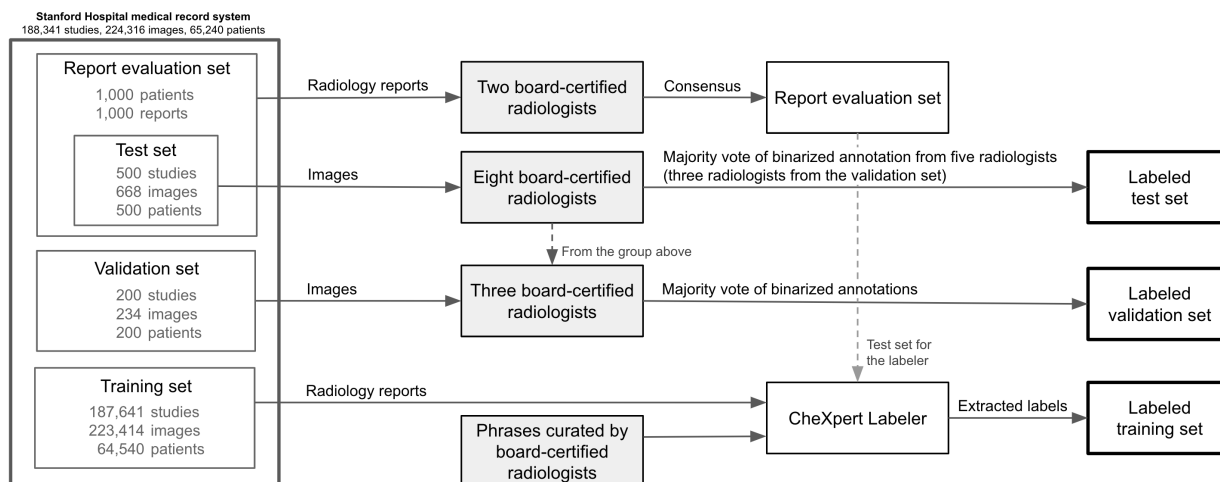 Stanford Hospital medical record system
188,341 studies, 224,316 images, 65,240 patients
Report evaluation set
1,000 patients
1,000 reports
Test set
500 studies
668 images
500 patients
Radiology reports
Two board-certified
radiologists
Consensus
Report evaluation set
Images
Eight board-certified
radiologists
Majority vote of binarized annotation from five radiologists
(three radiologists from the validation set)
Labeled
test set
From the group above
Validation set
200 studies
234 images
200 patients
Images
Three board-certified
radiologists
Majority vote of binarized annotations
Labeled
validation set
Test set for
the labeler
Training set
187,641 studies
223,414 images
64,540 patients
Radiology reports
Phrases curated by
board-certified
radiologists
CheXpert Labeler
Extracted labels
Labeled
training set